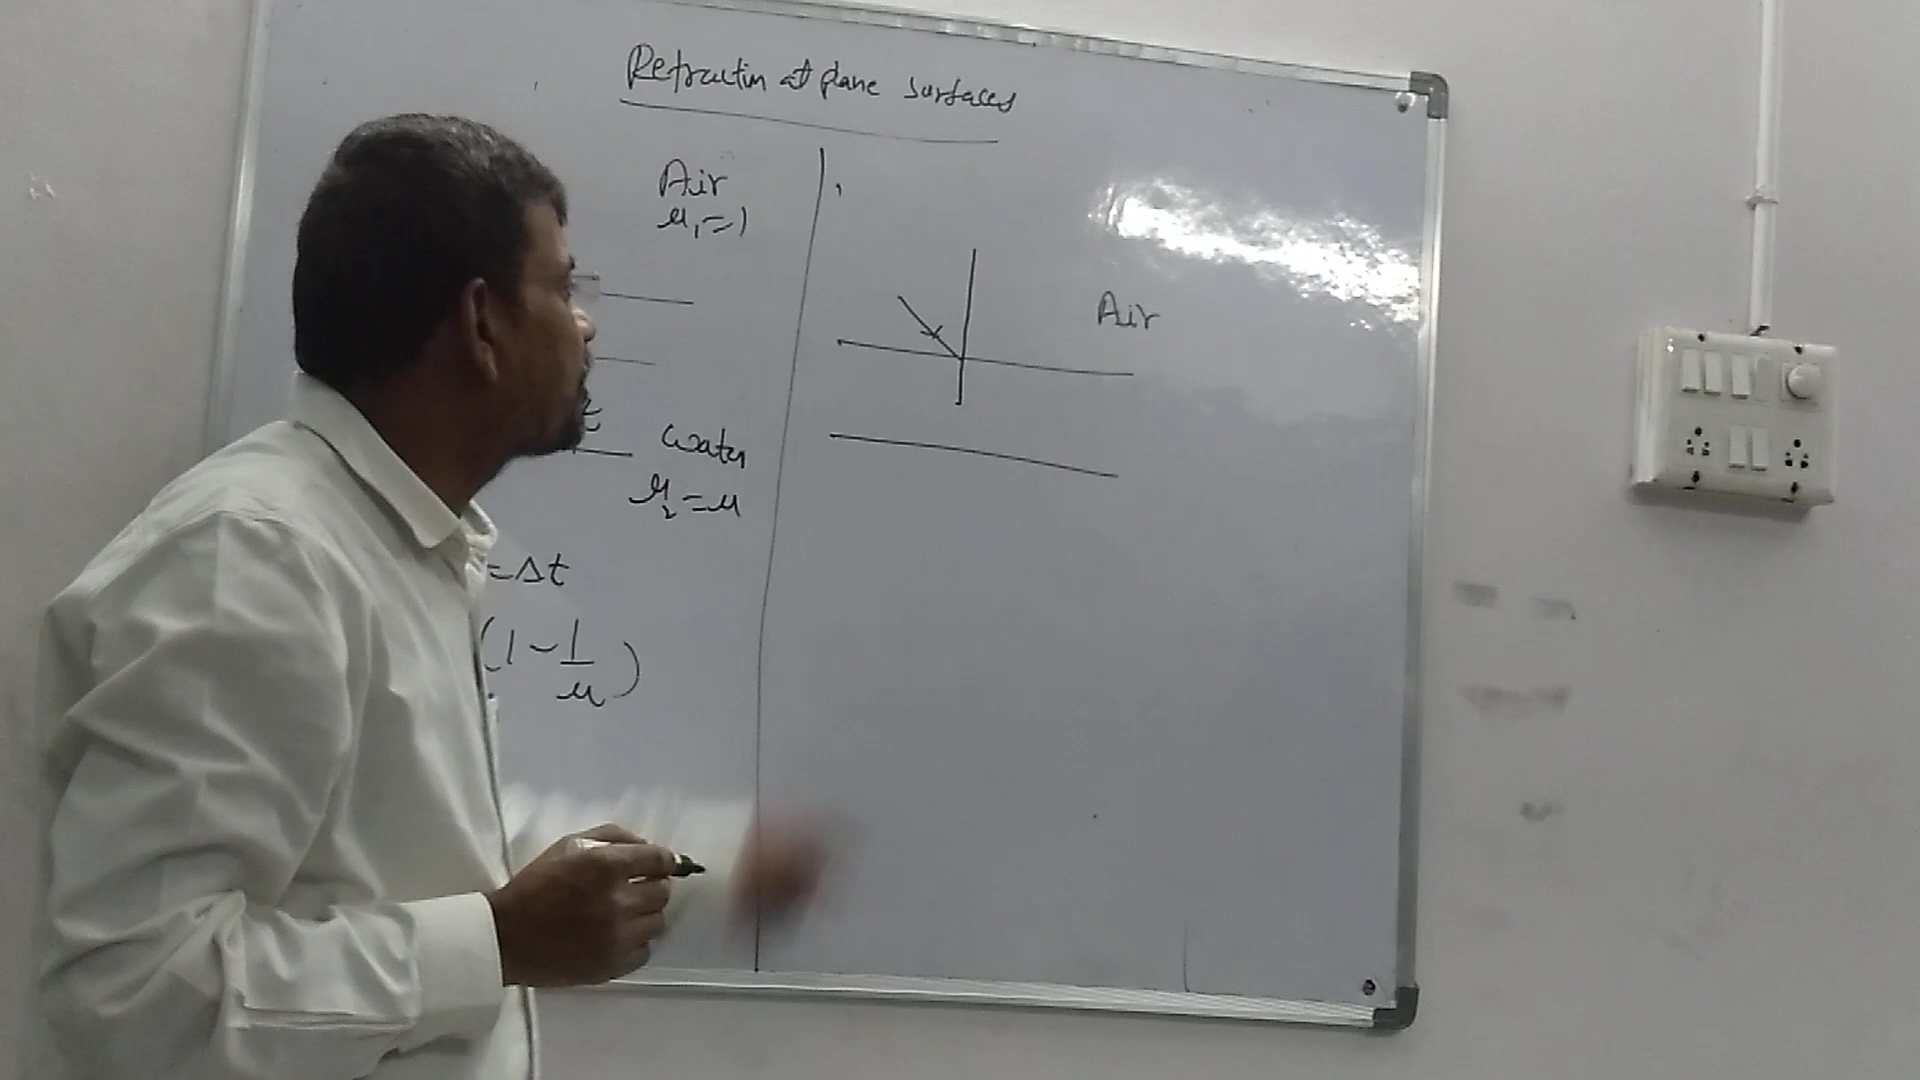 Refraction at plane surfaces
Air
μ₁=1
water
μ₂=μ
=Δt
(1-1/μ)
Air